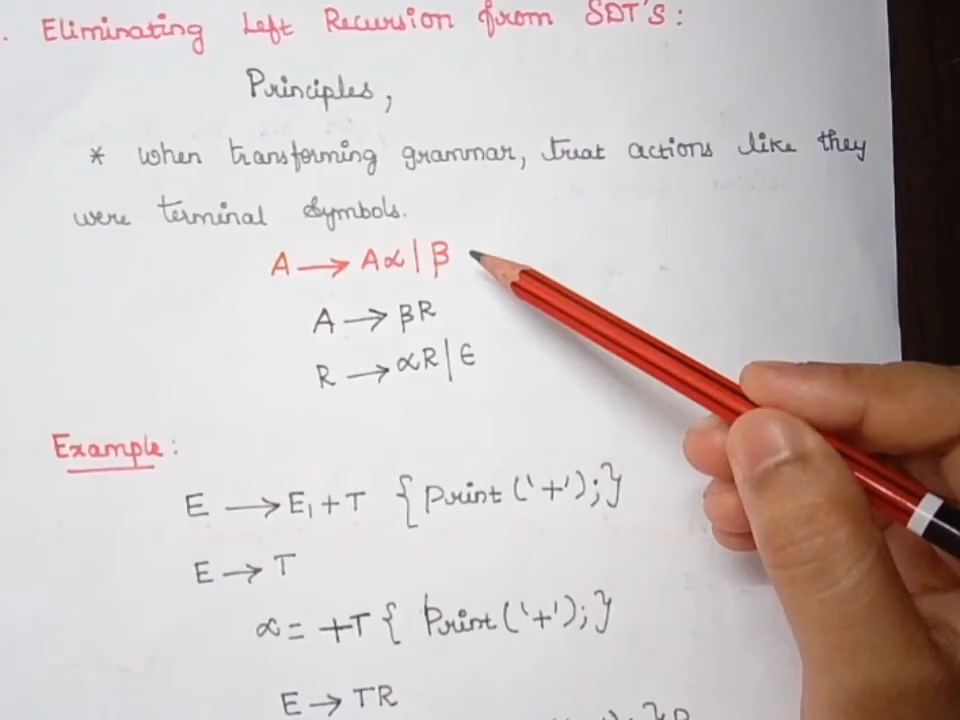 . Eliminating Left Recursion from SDT'S:
Principles,
* when transforming grammar, treat actions like they
were terminal symbols.
A → Aα | β
A → βR
R → αR | ϵ
Example:
E → E₁ + T { Print ('+'); }
E → T
α = +T { Print ('+'); }
E → TR